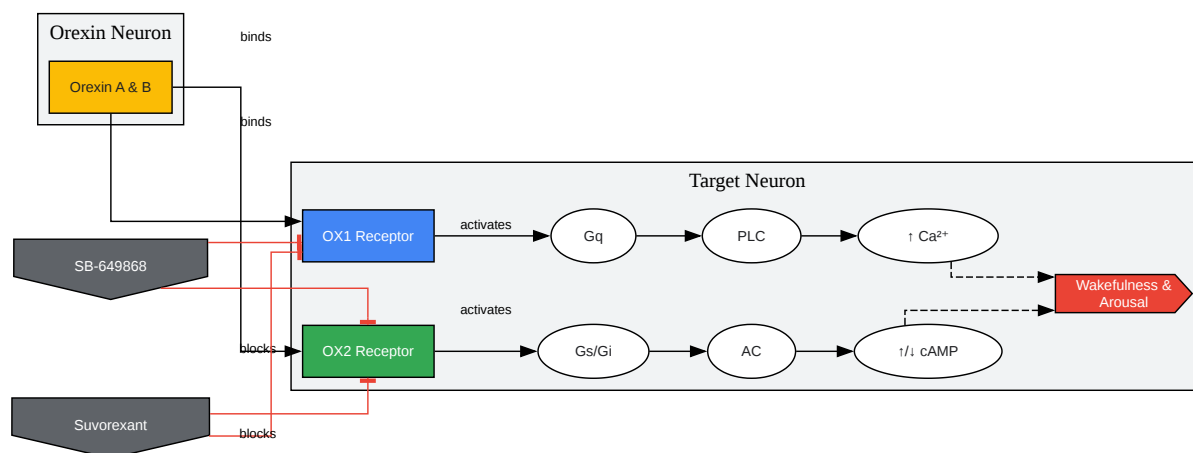 Orexin Neuron
binds
Orexin A & B
binds
Target Neuron
OX1 Receptor
activates
Gq
PLC
↑ Ca²⁺
SB-649868
Wakefulness &
Arousal
activates
blocks
OX2 Receptor
Gs/Gi
AC
↑/↓ cAMP
Suvorexant
blocks